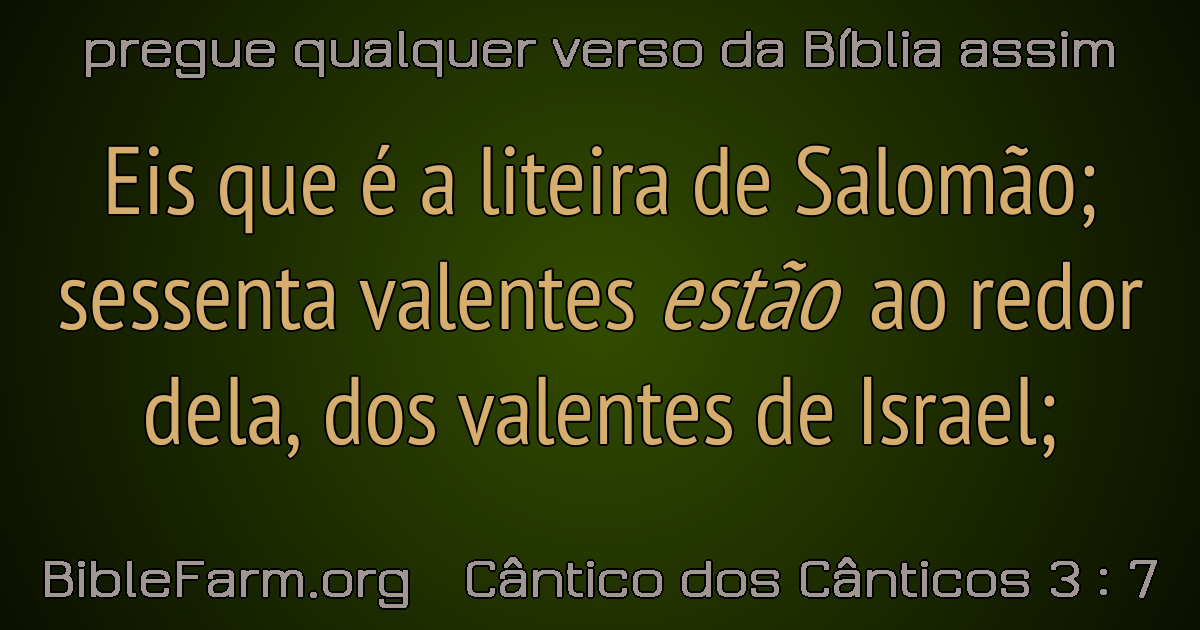 pregue qualquer verso da Bíblia assim
Eis que é a liteira de Salomão;
sessenta valentes estão ao redor
dela, dos valentes de Israel;
BibleFarm.org Cântico dos Cânticos 3 : 7